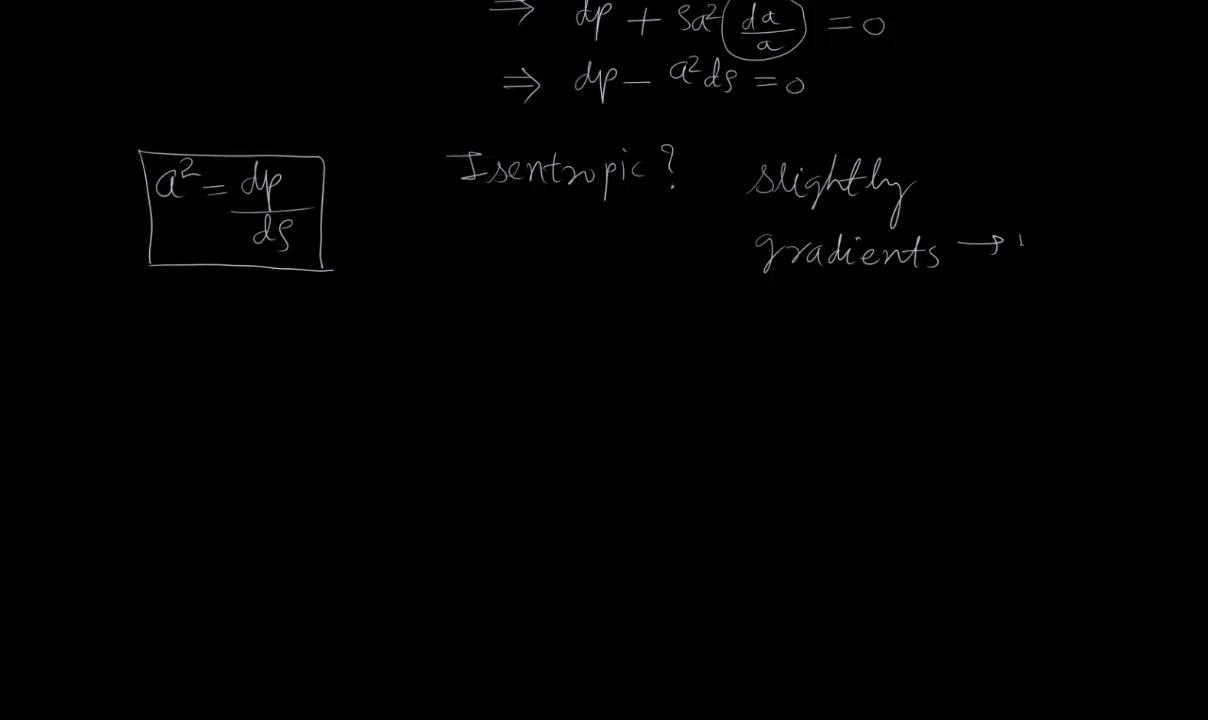 ⇒ dp + ρa² (da/a) = 0
⇒ dp − a²dρ = 0
a² = dp/dρ
Isentropic? slightly
gradients →